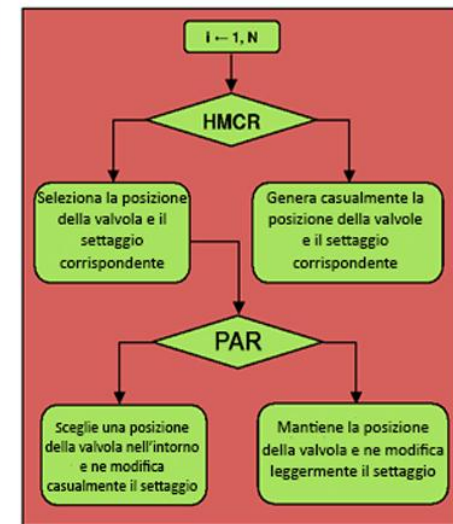 i ← 1, N
HMCR
Seleziona la posizione
della valvola e il
settaggio
corrispondente
Genera casualmente la
posizione della valvole
e il settaggio
corrispondente
PAR
Sceglie una posizione
della valvola nell'intorno
e ne modifica
casualmente il settaggio
Mantiene la posizione
della valvola e ne modifica
leggermente il settaggio